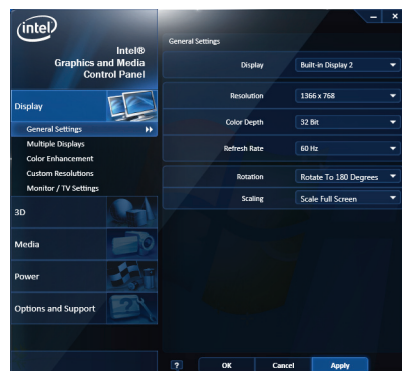 intel
Intel®
Graphics and Media
Control Panel
Display
General Settings
Multiple Displays
Color Enhancement
Custom Resolutions
Monitor / TV Settings
3D
Media
Power
Options and Support
General Settings
Display Built-in Display 2
Resolution 1366 x 768
Color Depth 32 Bit
Refresh Rate 60 Hz
Rotation Rotate To 180 Degrees
Scaling Scale Full Screen
? OK Cancel Apply